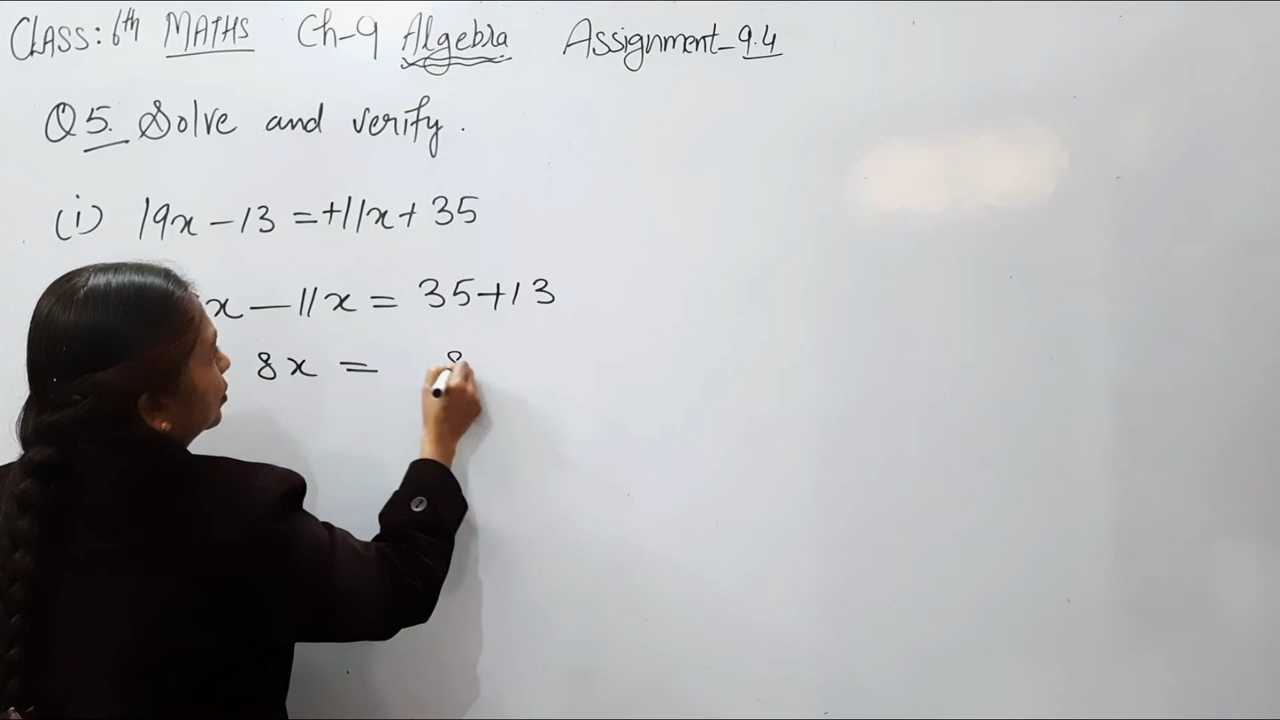 CLASS: 6th MATHS Ch-9 Algebra Assignment-9.4
Q5. Solve and verify.
(i) 19x - 13 = +11x + 35
x - 11x = 35 + 13
8x = 8